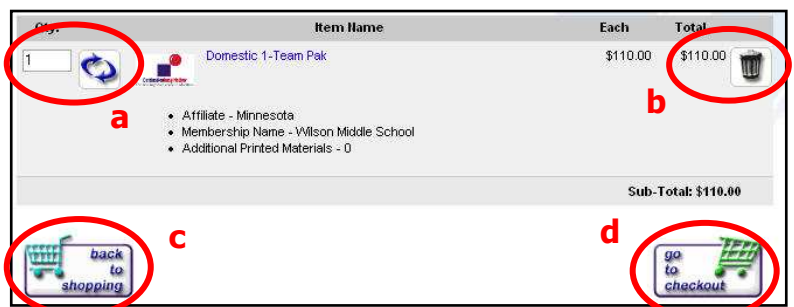 Qty. Item Name Each Total
1 Domestic 1-Team Pak $110.00 $110.00
a
b
• Affiliate - Minnesota
• Membership Name - Wilson Middle School
• Additional Printed Materials - 0
Sub-Total: $110.00
c
d
back
to
shopping
go
to
checkout